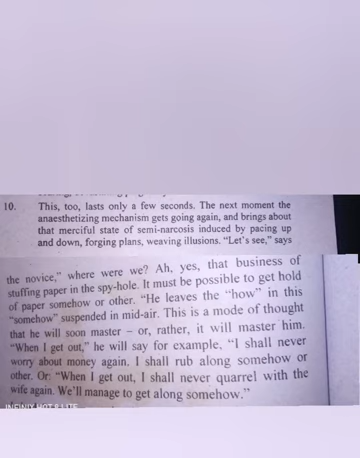 10. This, too, lasts only a few seconds. The next moment the
anaesthetizing mechanism gets going again, and brings about
that merciful state of semi-narcosis induced by pacing up
and down, forging plans, weaving illusions. “Let's see,” says
the novice,” where were we? Ah, yes, that business of
stuffing paper in the spy-hole. It must be possible to get hold
of paper somehow or other. “He leaves the “how” in this
“somehow” suspended in mid-air. This is a mode of thought
that he will soon master – or, rather, it will master him.
“When I get out,” he will say for example, “I shall never
worry about money again. I shall rub along somehow or
other. Or: “When I get out, I shall never quarrel with the
wife again. We'll manage to get along somehow.”
INFINIX HOT 8 LITE